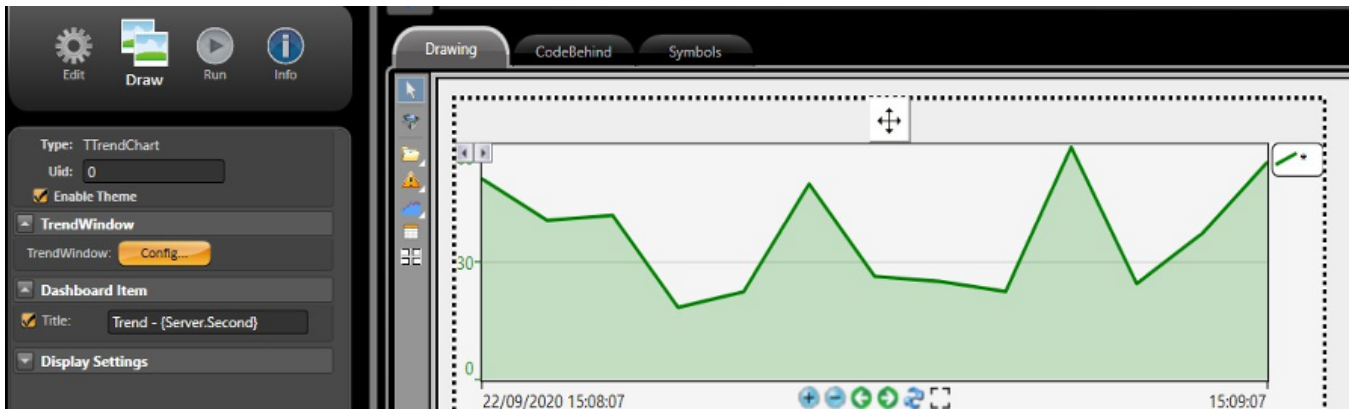 Edit Draw Run Info
Drawing CodeBehind Symbols
Type: TTrendChart
Uid: 0
Enable Theme
TrendWindow
TrendWindow: Config...
Dashboard Item
Title: Trend - {Server.Second}
Display Settings
30
0
22/09/2020 15:08:07 15:09:07